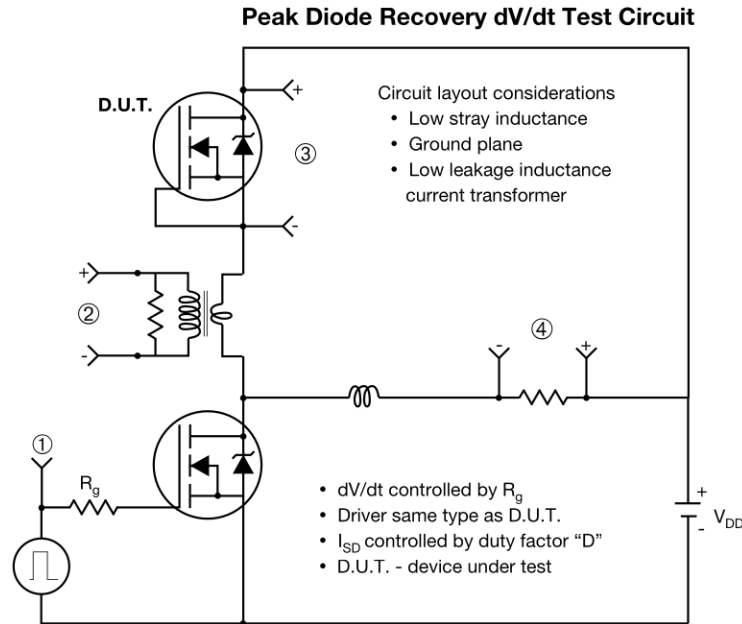 Peak Diode Recovery dV/dt Test Circuit
D.U.T.
+
③
-
Circuit layout considerations
• Low stray inductance
• Ground plane
• Low leakage inductance
current transformer
+
②
-
④
-
+
①
Rg
• dV/dt controlled by Rg
• Driver same type as D.U.T.
• ISD controlled by duty factor “D”
• D.U.T. - device under test
+
-
VDD